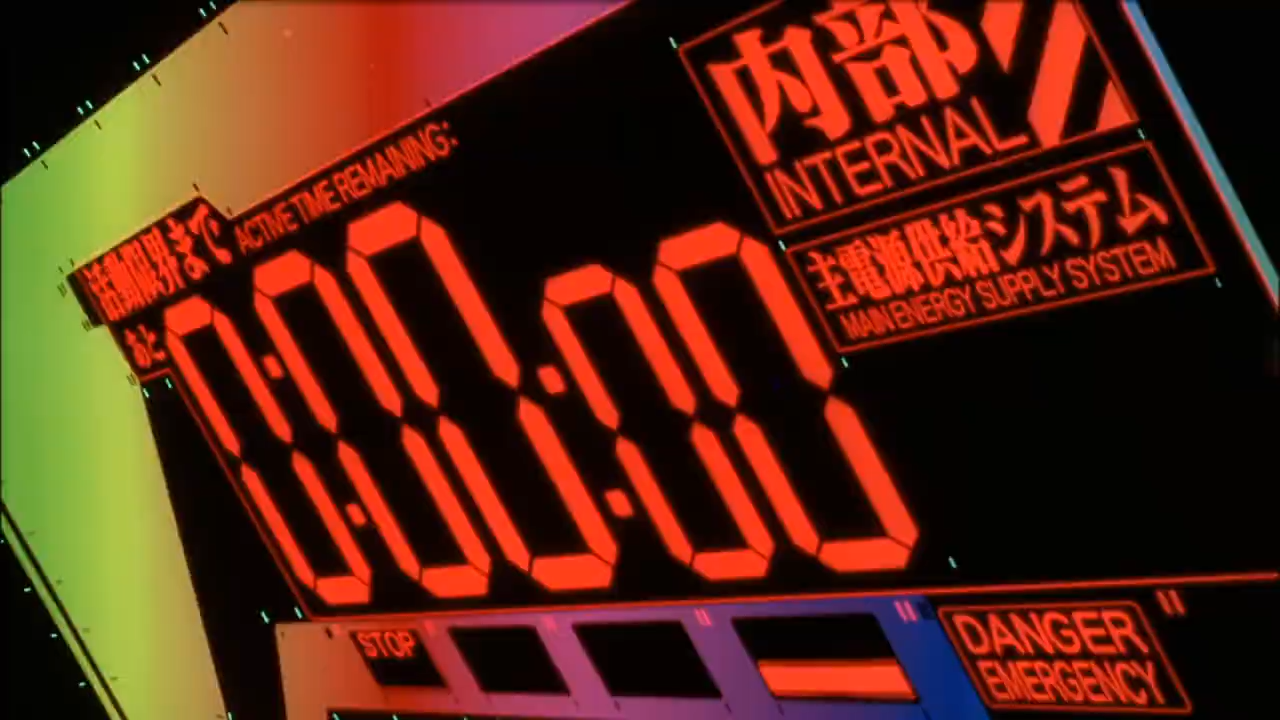 内部
INTERNAL
主電源供給システム
MAIN ENERGY SUPPLY SYSTEM
活動限界まで
ACTIVE TIME REMAINING:
あと
0:00:00
STOP
DANGER
EMERGENCY